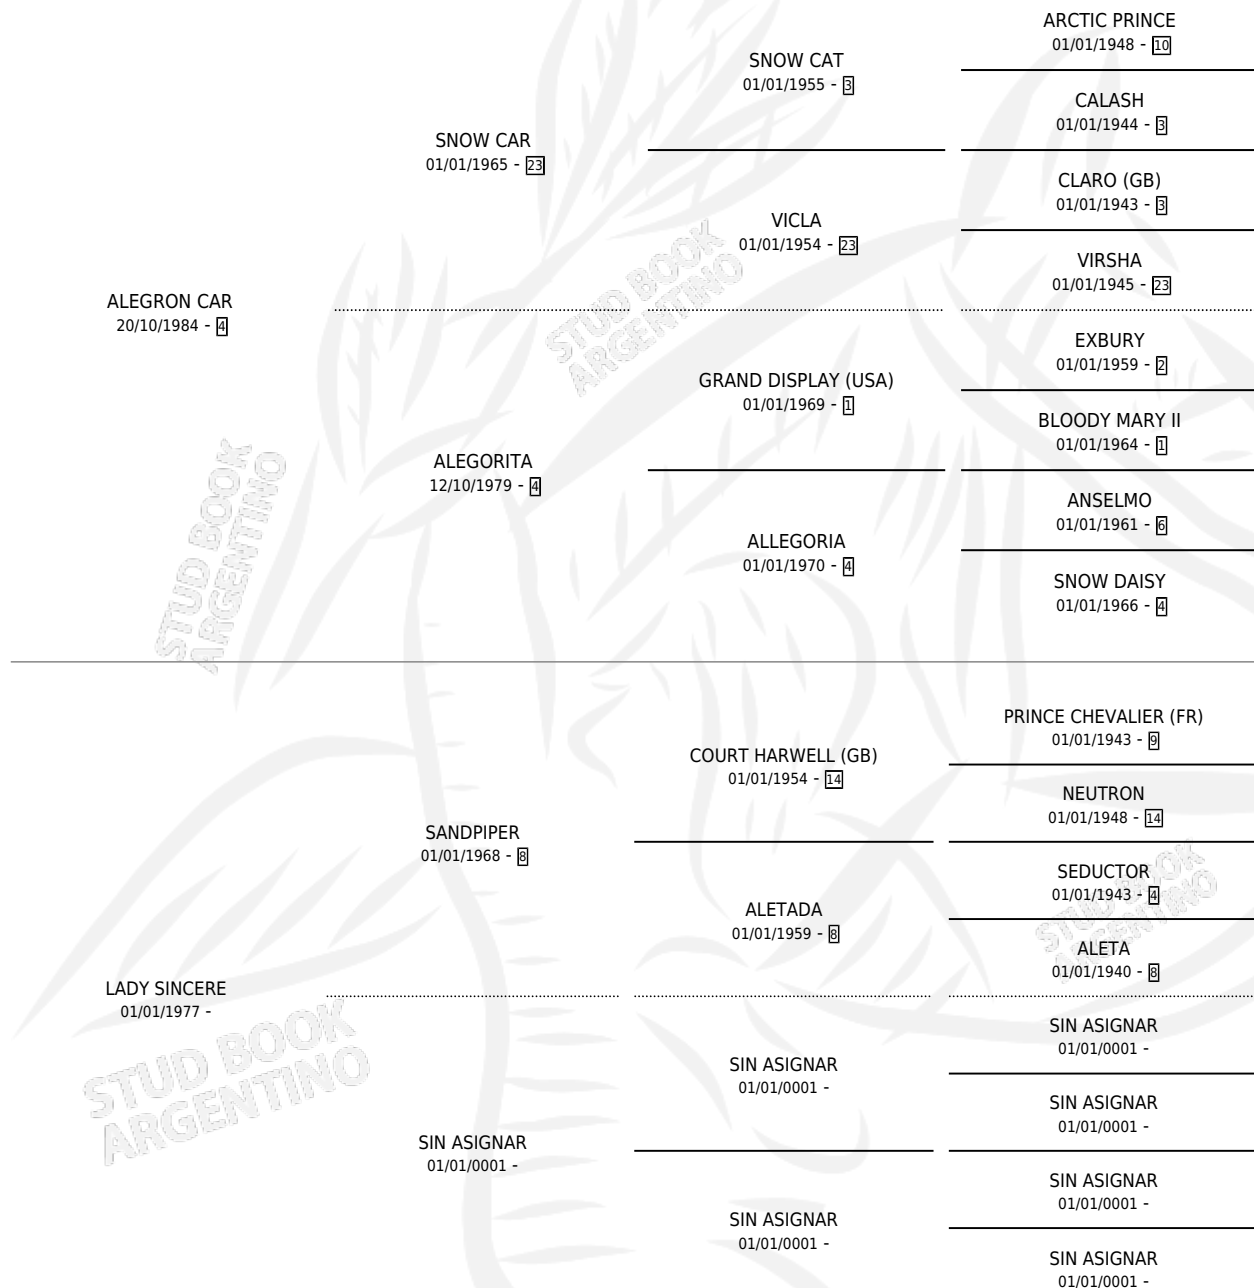 ARCTIC PRINCE
01/01/1948 - 10
SNOW CAT
01/01/1955 - 3
CALASH
01/01/1944 - 3
SNOW CAR
01/01/1965 - 23
CLARO (GB)
01/01/1943 - 3
VICLA
01/01/1954 - 23
VIRSHA
01/01/1945 - 23
ALEGRON CAR
20/10/1984 - 4
EXBURY
01/01/1959 - 2
GRAND DISPLAY (USA)
01/01/1969 - 1
BLOODY MARY II
01/01/1964 - 1
ALEGORITA
12/10/1979 - 4
ANSELMO
01/01/1961 - 6
ALLEGORIA
01/01/1970 - 4
SNOW DAISY
01/01/1966 - 4
PRINCE CHEVALIER (FR)
01/01/1943 - 9
COURT HARWELL (GB)
01/01/1954 - 14
NEUTRON
01/01/1948 - 14
SANDPIPER
01/01/1968 - 8
SEDUCTOR
01/01/1943 - 4
ALETADA
01/01/1959 - 8
ALETA
01/01/1940 - 8
LADY SINCERE
01/01/1977 -
SIN ASIGNAR
01/01/0001 -
SIN ASIGNAR
01/01/0001 -
SIN ASIGNAR
01/01/0001 -
SIN ASIGNAR
01/01/0001 -
SIN ASIGNAR
01/01/0001 -
SIN ASIGNAR
01/01/0001 -
SIN ASIGNAR
01/01/0001 -
STUD BOOK
ARGENTINO
STUD BOOK
ARGENTINO
STUD BOOK
ARGENTINO
STUD BOOK
ARGENTINO